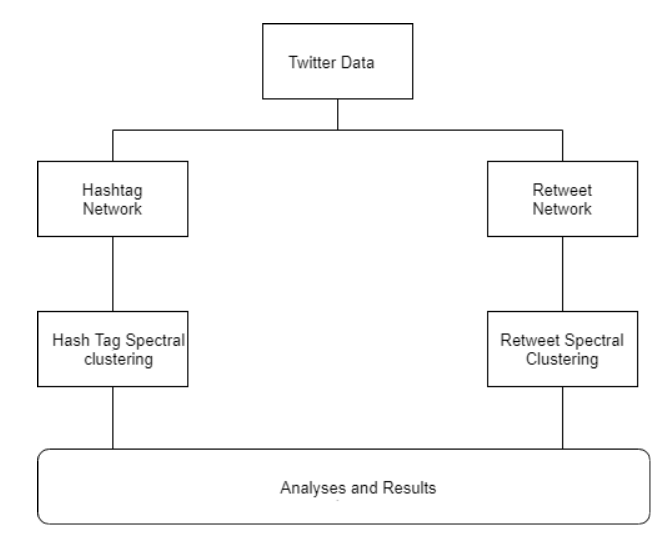 Twitter Data
Hashtag
Network
Retweet
Network
Hash Tag Spectral
clustering
Retweet Spectral
Clustering
Analyses and Results